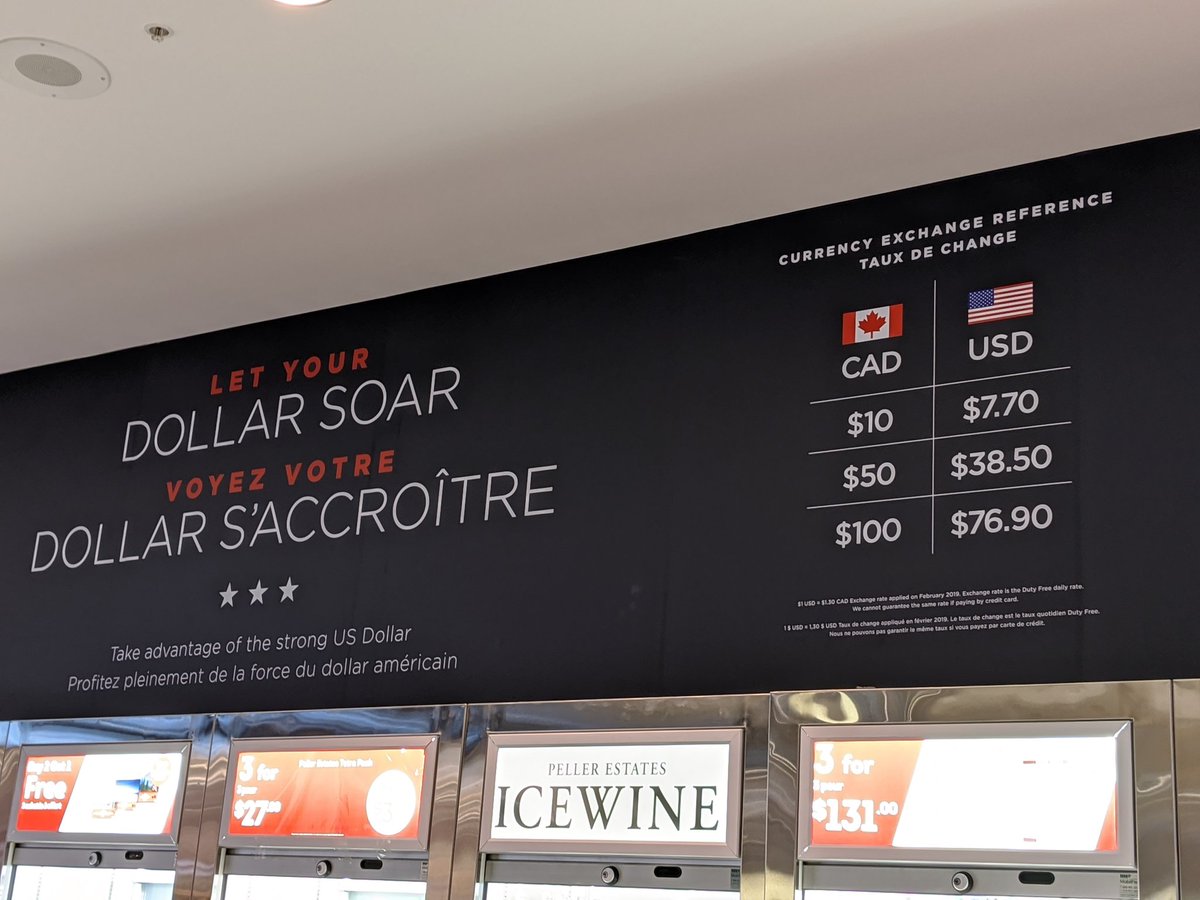 LET YOUR
DOLLAR SOAR
VOYEZ VOTRE
DOLLAR S'ACCROÎTRE
Take advantage of the strong US Dollar
Profitez pleinement de la force du dollar américain
CURRENCY EXCHANGE REFERENCE
TAUX DE CHANGE
CAD USD
$10 $7.70
$50 $38.50
$100 $76.90
$1 USD = $1.30 CAD Exchange rate applied on February 2019. Exchange rate is the Duty Free daily rate.
We cannot guarantee the same rate if paying by credit card.
1 $ USD = 1,30 $ USD Taux de change appliqué en février 2019. Le taux de change est le taux quotidien Duty Free.
Nous ne pouvons pas garantir le même taux si vous payez par carte de crédit.
Free
3 for
$27
PELLER ESTATES
ICEWINE
3 for
$131.00